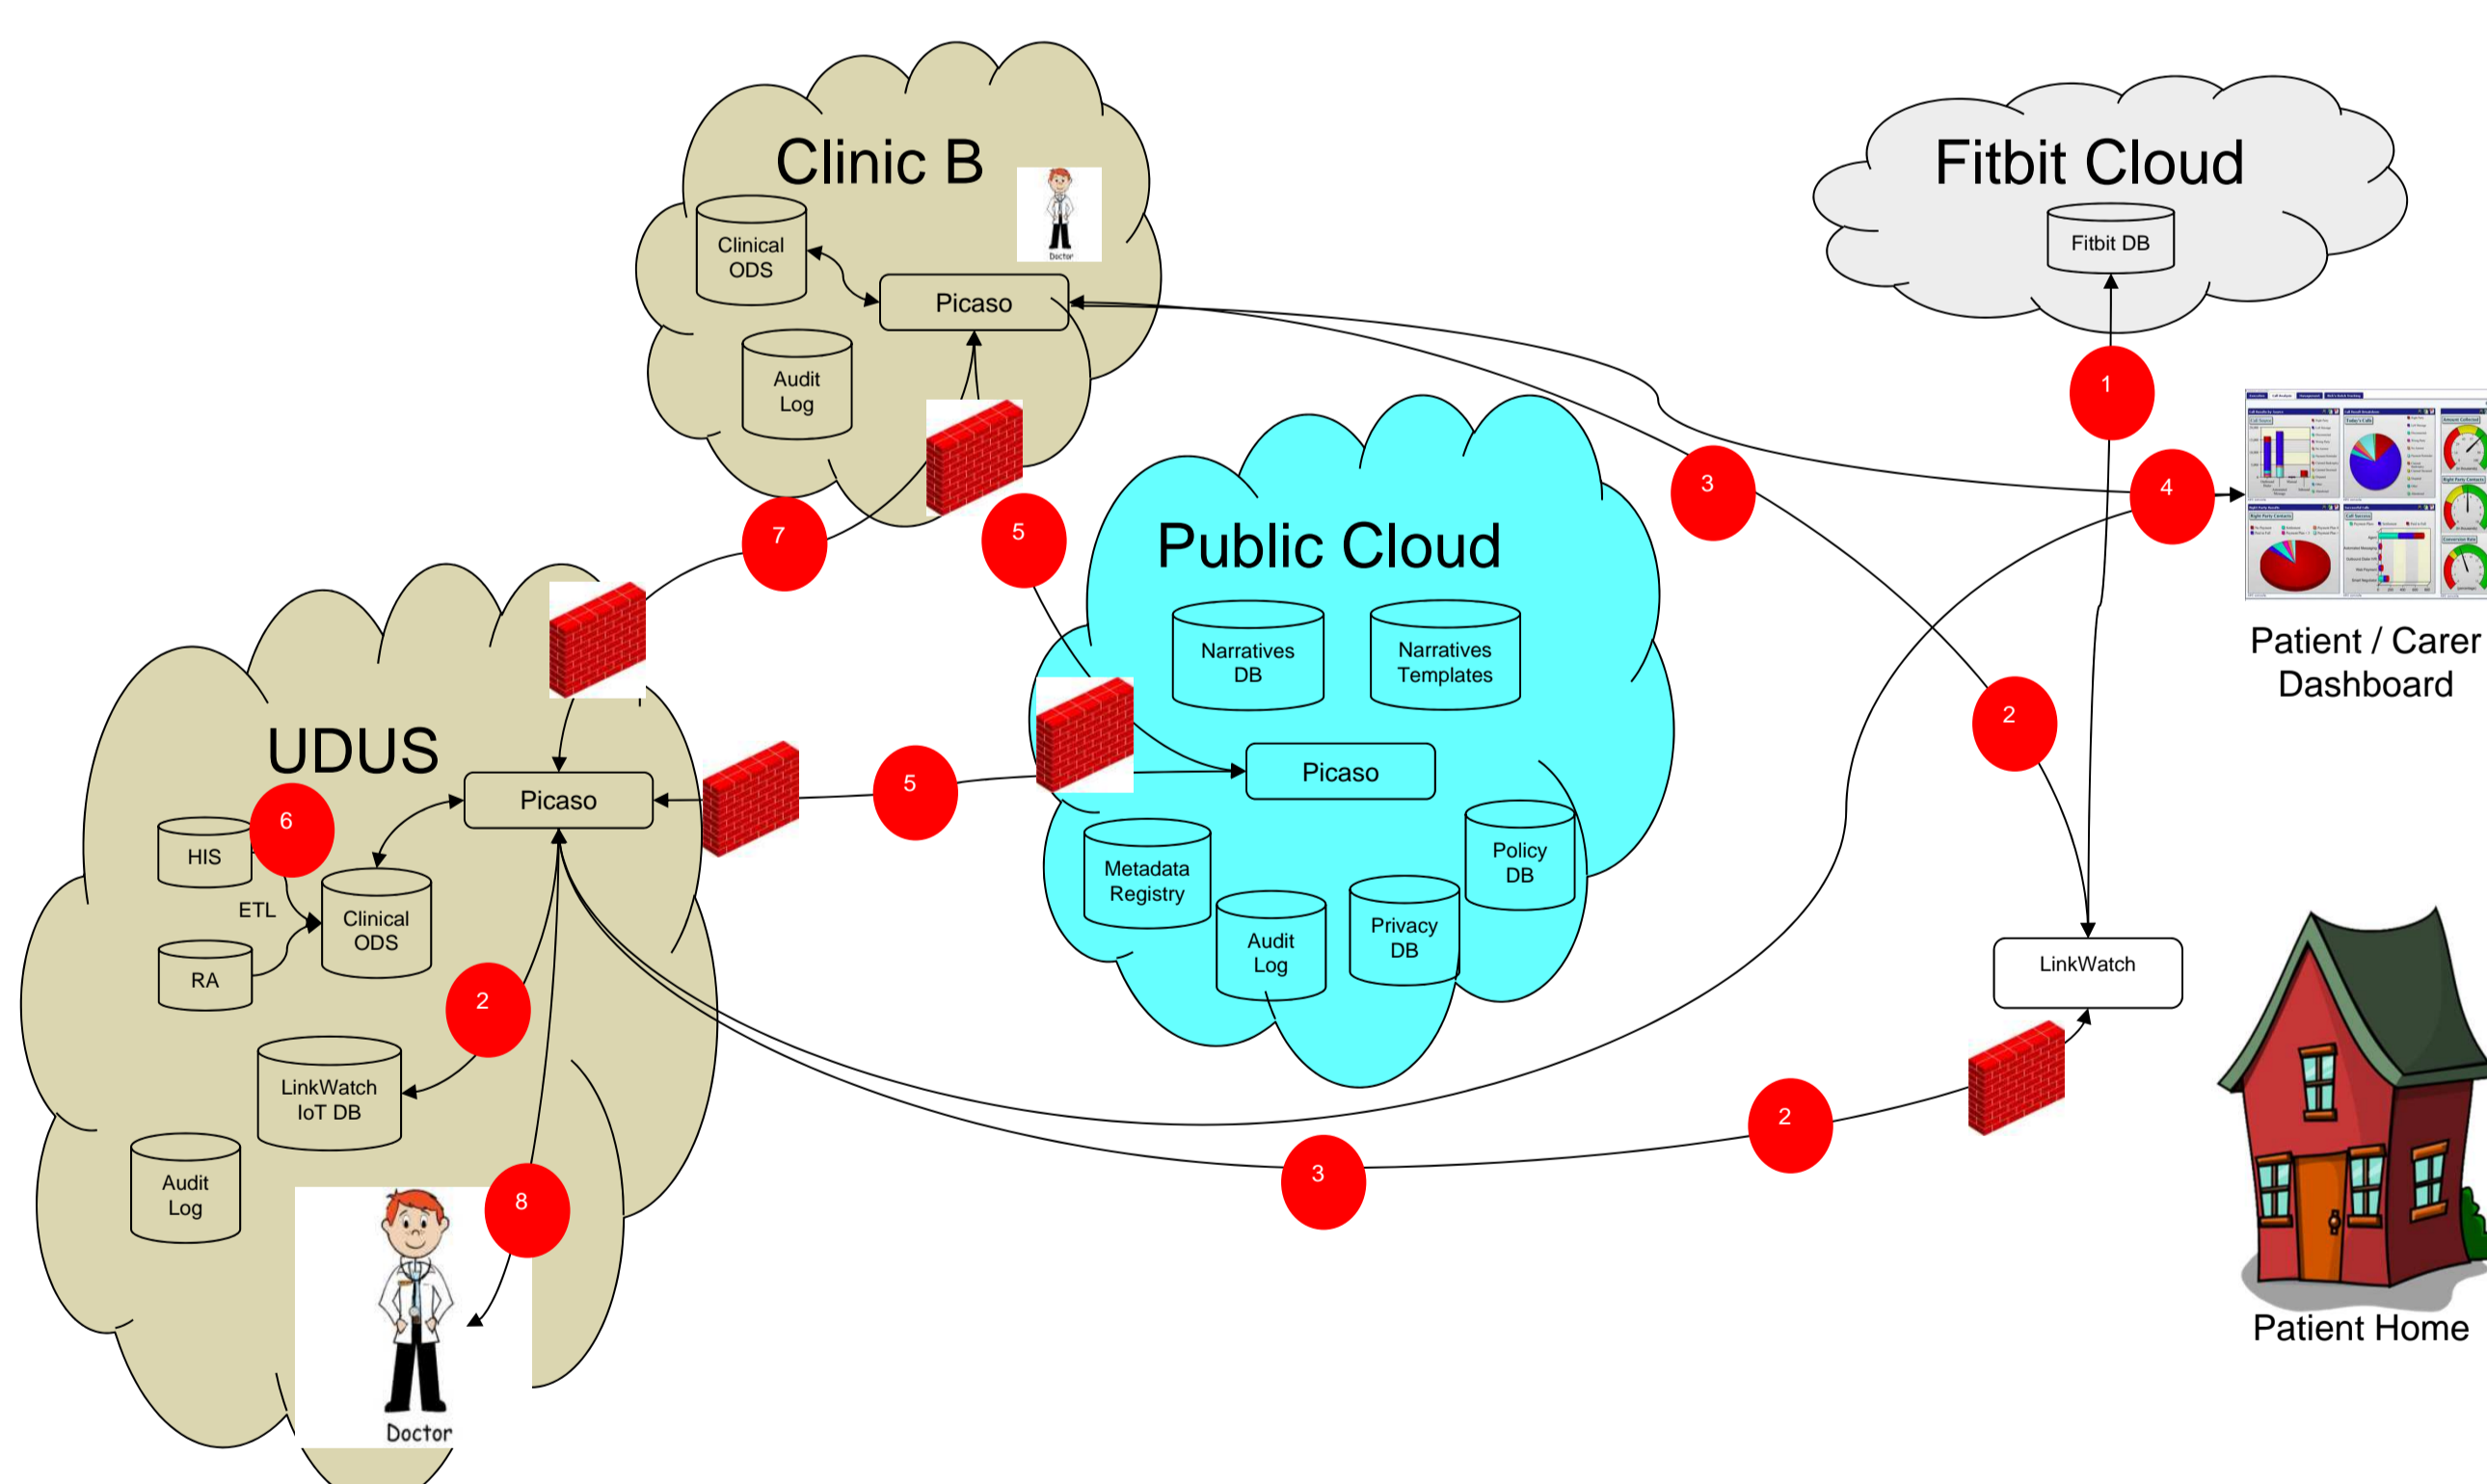 Clinic B
Clinical
ODS
Doctor
Picaso
Audit
Log
Fitbit Cloud
Fitbit DB
1
3
4
7
5
Patient / Carer
Dashboard
Public Cloud
Narratives
DB
Narratives
Templates
Picaso
Metadata
Registry
Audit
Log
Privacy
DB
Policy
DB
5
2
UDUS
Picaso
6
HIS
ETL
RA
Clinical
ODS
2
LinkWatch
IoT DB
Audit
Log
8
Doctor
LinkWatch
2
3
Patient Home